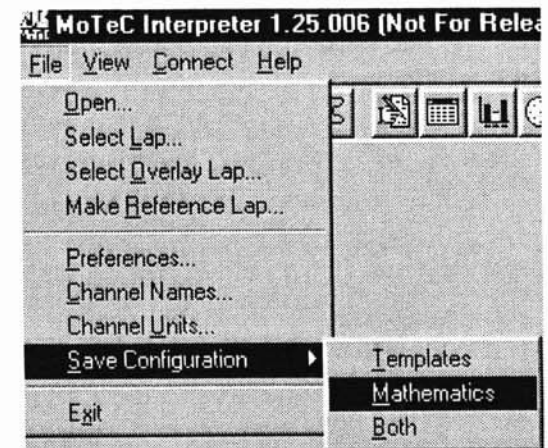 MoTeC Interpreter 1.25.006 (Not For Relea
File View Connect Help
Open...
Select Lap...
Select Overlay Lap...
Make Reference Lap...
Preferences...
Channel Names...
Channel Units...
Save Configuration
Templates
Mathematics
Exit
Both